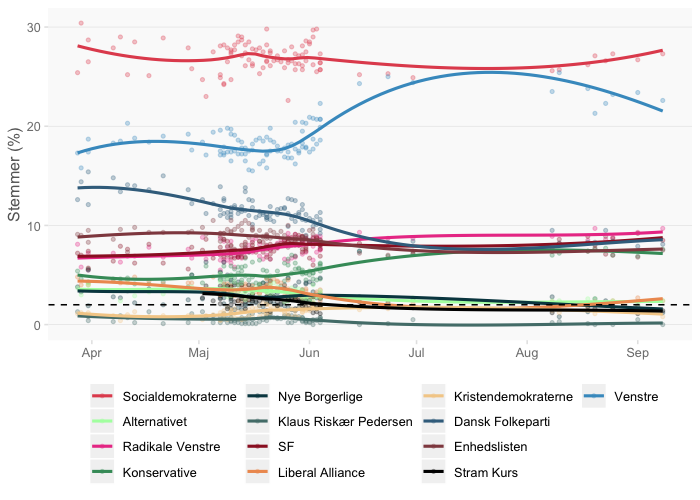 30
20
10
0
Stemmer (%)
Apr Maj Jun Jul Aug Sep
Socialdemokraterne Nye Borgerlige Kristendemokraterne Venstre
Alternativet Klaus Riskær Pedersen Dansk Folkeparti
Radikale Venstre SF Enhedslisten
Konservative Liberal Alliance Stram Kurs